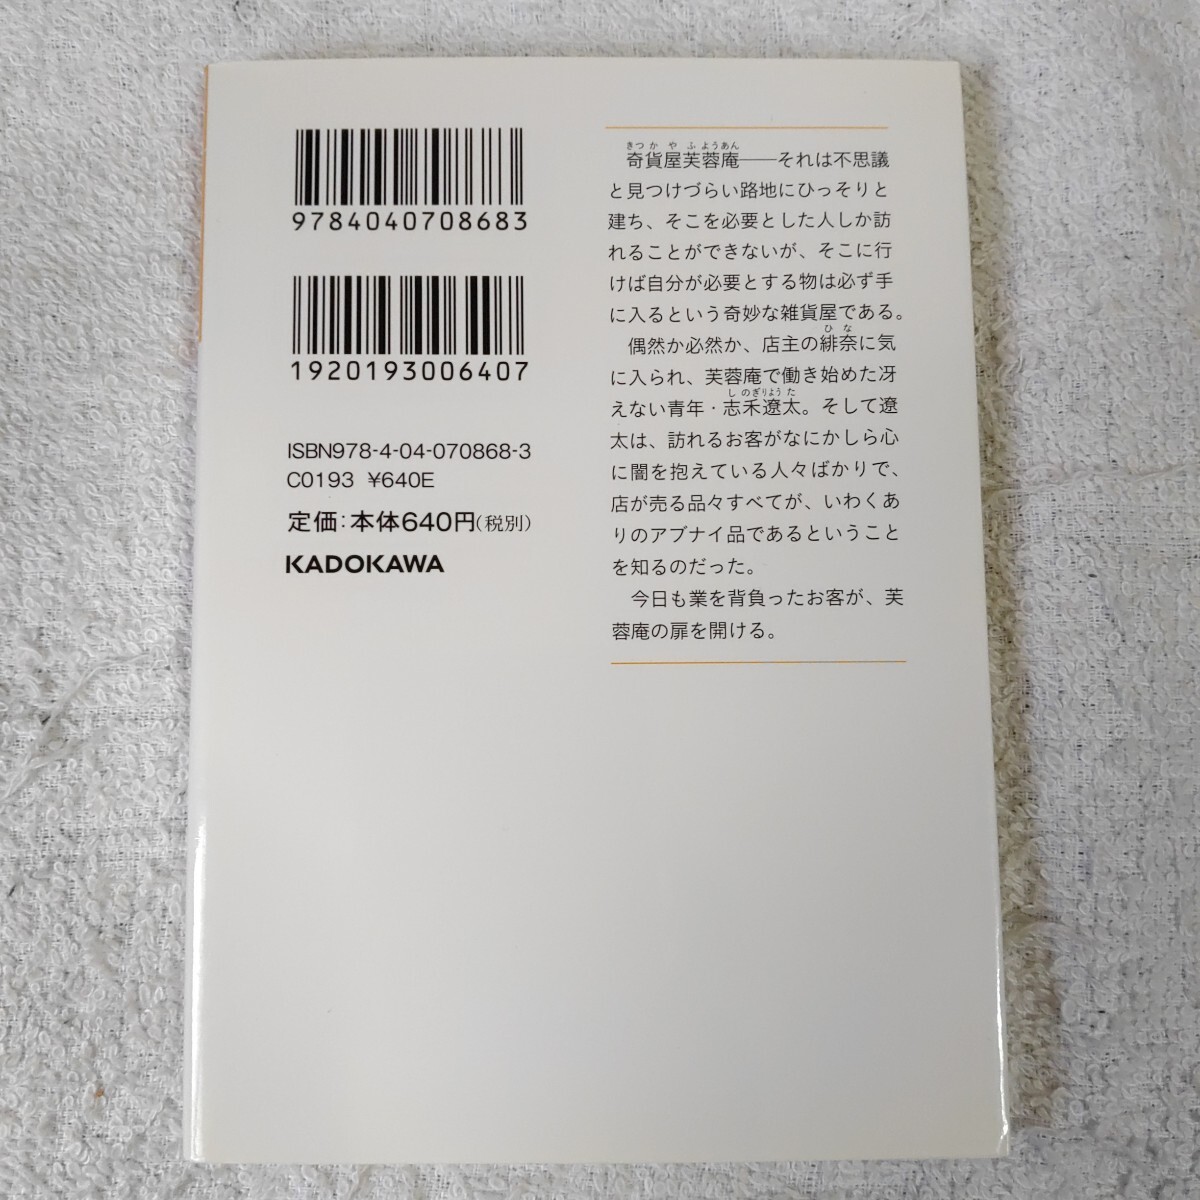 9784040708683
1920193006407
ISBN978-4-04-070868-3
C0193 ¥640E
定価:本体640円(税別)
KADOKAWA
きつかやふようあん
奇貨屋芙蓉庵――それは不思議
と見つけづらい路地にひっそりと
建ち、そこを必要とした人しか訪
れることができないが、そこに行
けば自分が必要とする物は必ず手
に入るという奇妙な雑貨屋である。
ひな
偶然か必然か、店主の緋奈に気
に入られ、芙蓉庵で働き始めた冴
しのぎりょうた
えない青年・志禾遼太。そして遼
太は、訪れるお客がなにかしら心
に闇を抱えている人々ばかりで、
店が売る品々すべてが、いわくあ
りのアブナイ品であるということ
を知るのだった。
今日も業を背負ったお客が、芙
蓉庵の扉を開ける。